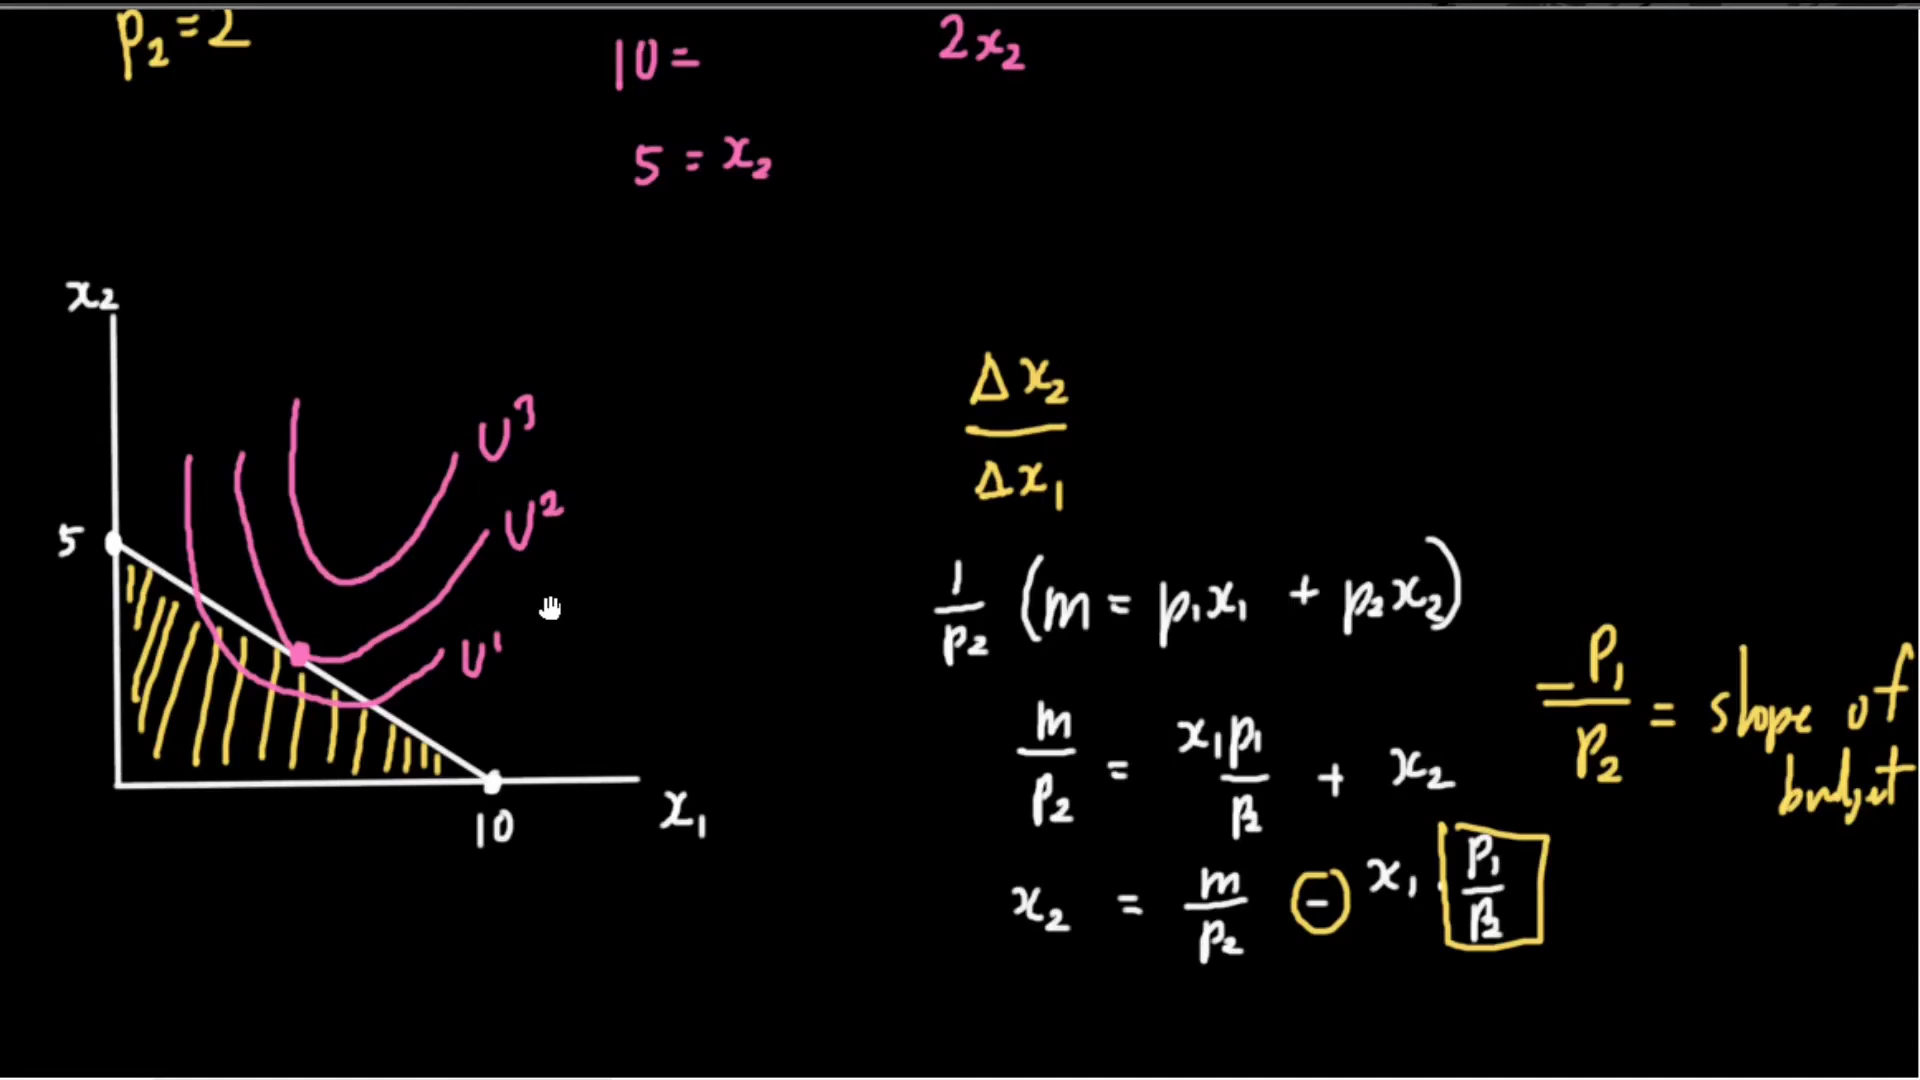 p₂ = 2
10 = 2x₂
5 = x₂
x₂
U³
U²
U¹
5
10
x₁
Δx₂
Δx₁
1/p₂ (m = p₁x₁ + p₂x₂)
m/p₂ = x₁p₁/p₂ + x₂
x₂ = m/p₂ - x₁ · p₁/p₂
-P₁/P₂ = slope of
budget